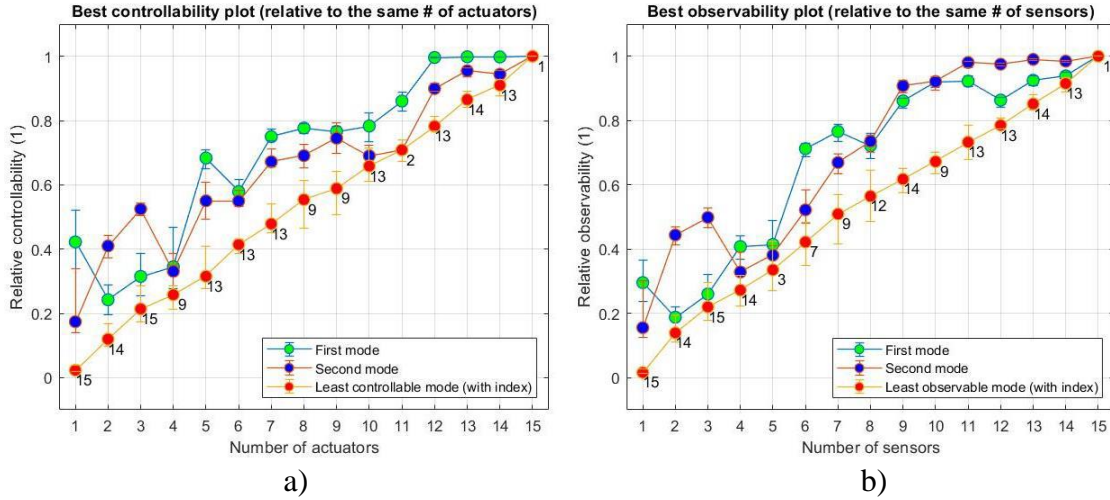 Best controllability plot (relative to the same # of actuators)
Relative controllability (1)
1
0.8
0.6
0.4
0.2
0
15
14
15
9
13
13
13
9
9
13
2
13
14
13
1
First mode
Second mode
Least controllable mode (with index)
1 2 3 4 5 6 7 8 9 10 11 12 13 14 15
Number of actuators
a)
Best observability plot (relative to the same # of sensors)
Relative observability (1)
1
0.8
0.6
0.4
0.2
0
15
14
15
14
3
7
9
12
14
9
13
13
13
14
1
First mode
Second mode
Least observable mode (with index)
1 2 3 4 5 6 7 8 9 10 11 12 13 14 15
Number of sensors
b)